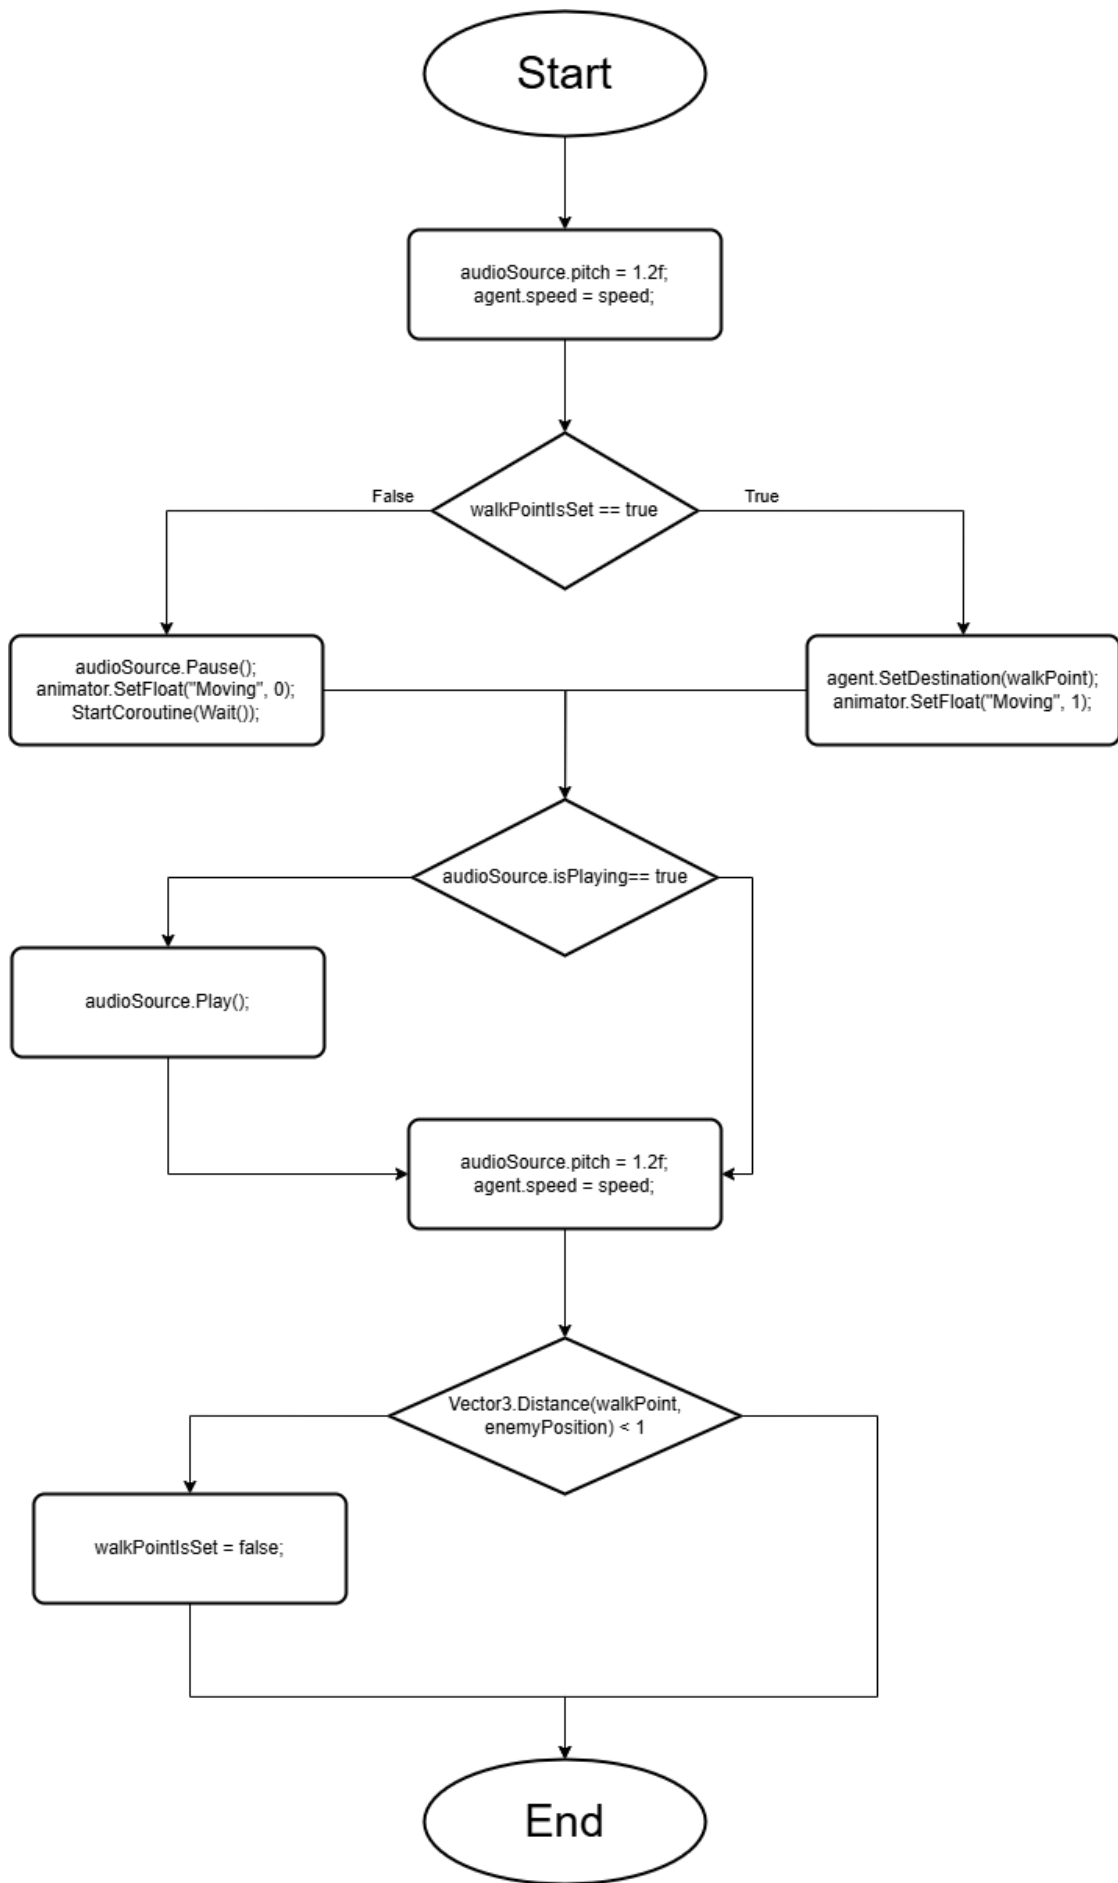 Start
audioSource.pitch = 1.2f;
agent.speed = speed;
False
walkPointIsSet == true
True
audioSource.Pause();
animator.SetFloat("Moving", 0);
StartCoroutine(Wait());
agent.SetDestination(walkPoint);
animator.SetFloat("Moving", 1);
audioSource.isPlaying== true
audioSource.Play();
audioSource.pitch = 1.2f;
agent.speed = speed;
Vector3.Distance(walkPoint,
enemyPosition) < 1
walkPointIsSet = false;
End